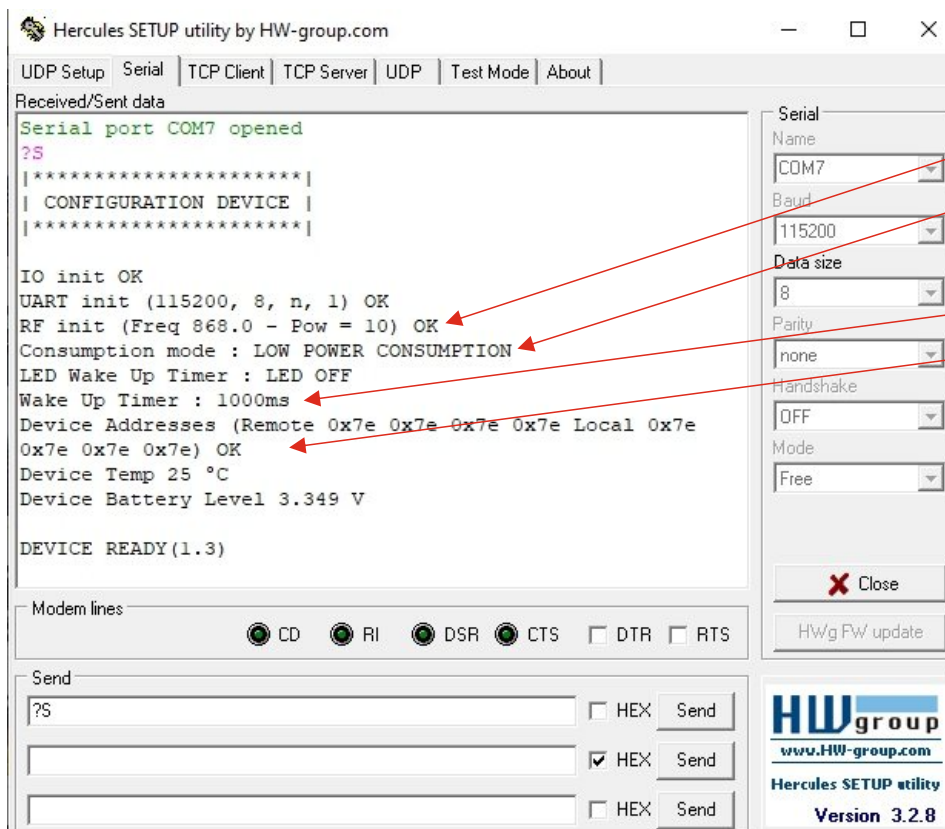 Hercules SETUP utility by HW-group.com
UDP Setup Serial TCP Client TCP Server UDP Test Mode About
Received/Sent data
Serial port COM7 opened
?S
|**********************|
| CONFIGURATION DEVICE |
|**********************|
IO init OK
UART init (115200, 8, n, 1) OK
RF init (Freq 868.0 - Pow = 10) OK
Consumption mode : LOW POWER CONSUMPTION
LED Wake Up Timer : LED OFF
Wake Up Timer : 1000ms
Device Addresses (Remote 0x7e 0x7e 0x7e 0x7e Local 0x7e
0x7e 0x7e 0x7e) OK
Device Temp 25 °C
Device Battery Level 3.349 V
DEVICE READY(1.3)
Serial
Name
COM7
Baud
115200
Data size
8
Parity
none
Handshake
OFF
Mode
Free
Close
HWg FW update
Modem lines
CD RI DSR CTS DTR RTS
Send
?S HEX Send
HEX Send
HEX Send
HW group
www.HW-group.com
Hercules SETUP utility
Version 3.2.8